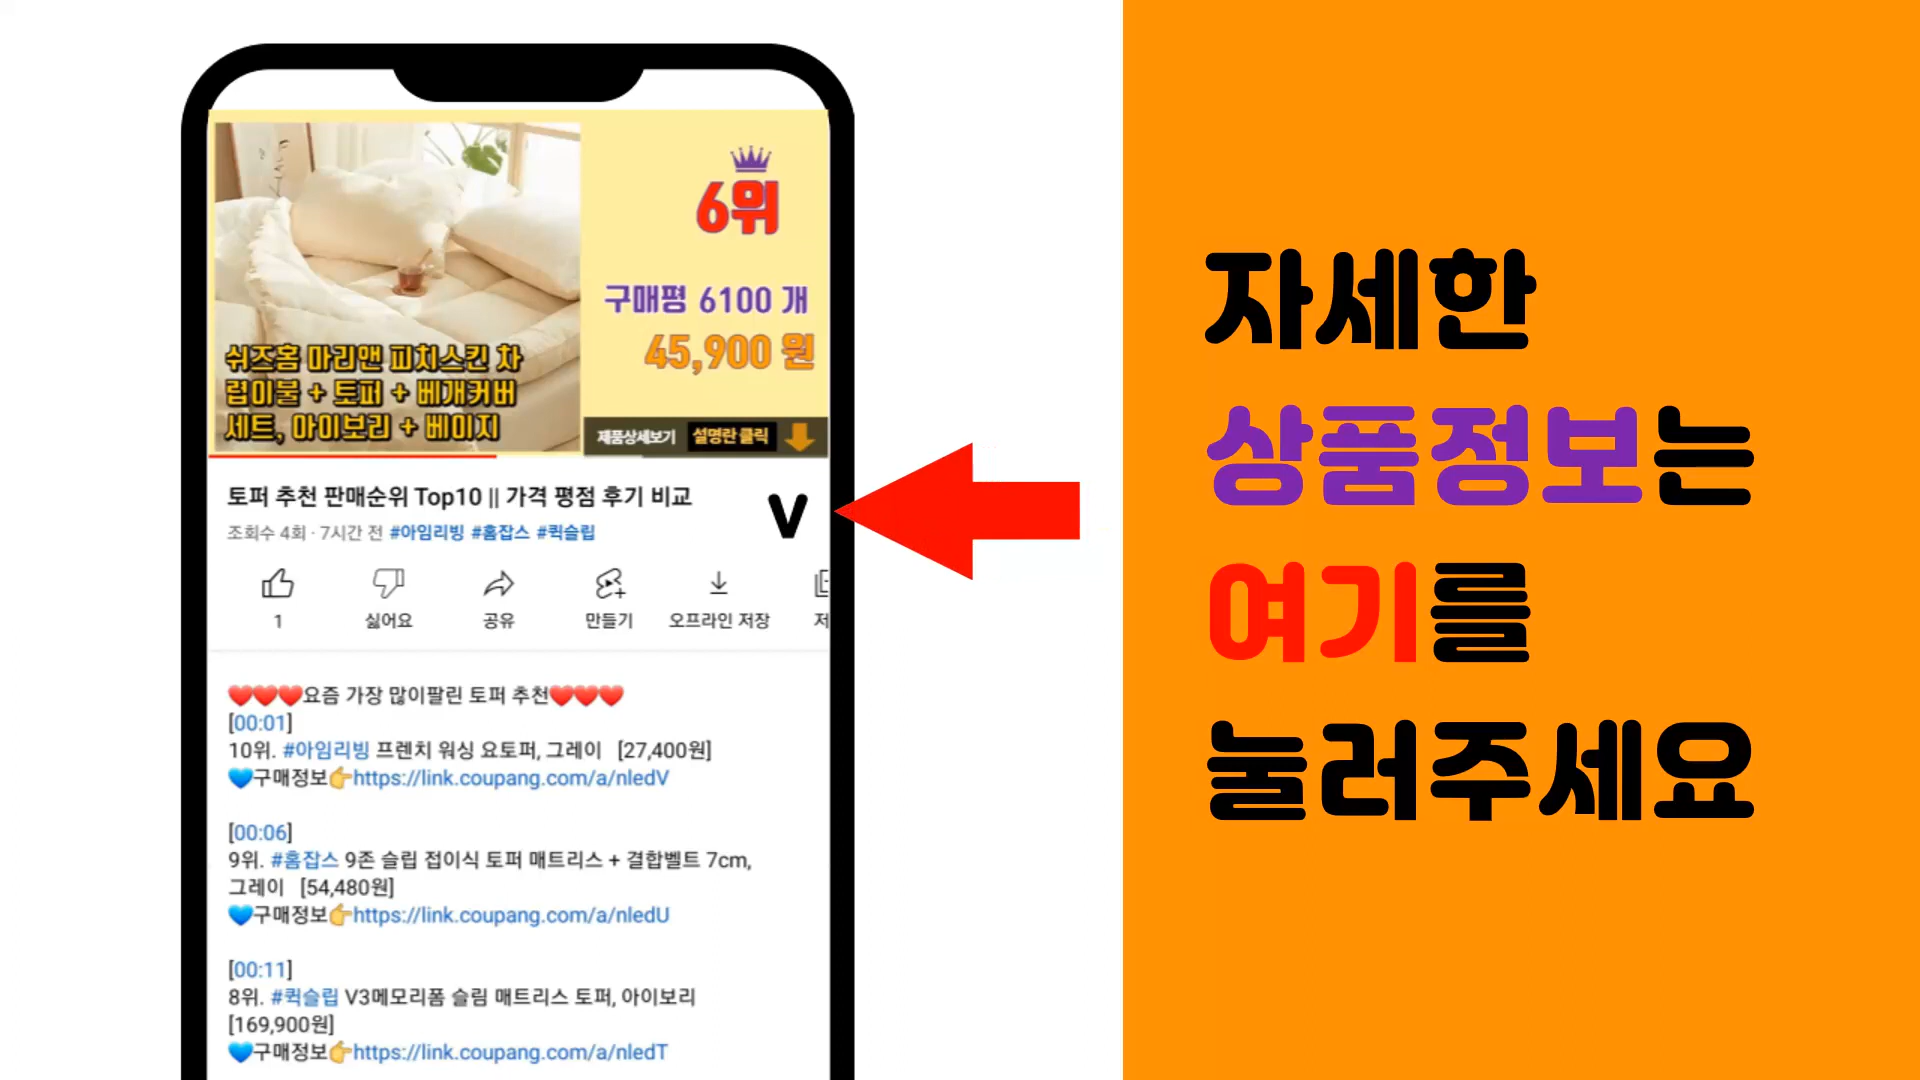 6위
구매평 6100 개
45,900 원
쉬즈홈 마리앤 피치스킨 차
렵이불 + 토퍼 + 베개커버
세트, 아이보리 + 베이지
제품상세보기 설명란 클릭
토퍼 추천 판매순위 Top10 || 가격 평점 후기 비교
V
조회수 4회 · 7시간 전 #아임리빙 #홈잡스 #퀵슬립
1 싫어요 공유 만들기 오프라인 저장 저
❤️❤️❤️요즘 가장 많이팔린 토퍼 추천❤️❤️❤️
[00:01]
10위. #아임리빙 프렌치 워싱 요토퍼, 그레이 [27,400원]
💙구매정보👉https://link.coupang.com/a/nledV
[00:06]
9위. #홈잡스 9존 슬립 접이식 토퍼 매트리스 + 결합벨트 7cm,
그레이 [54,480원]
💙구매정보👉https://link.coupang.com/a/nledU
[00:11]
8위. #퀵슬립 V3메모리폼 슬림 매트리스 토퍼, 아이보리
[169,900원]
💙구매정보👉https://link.coupang.com/a/nledT
자세한
상품정보는
여기를
눌러주세요